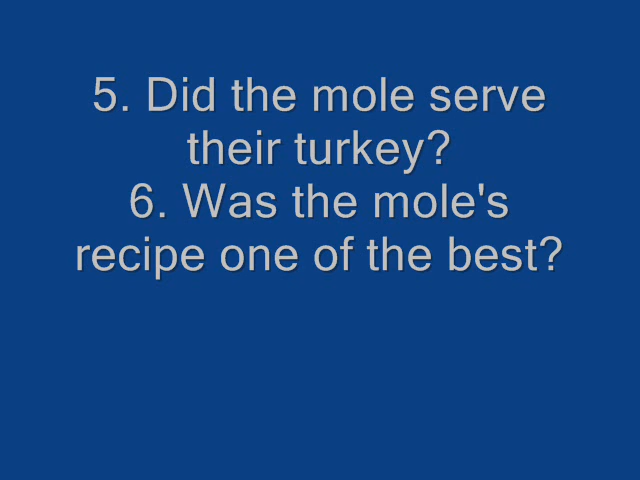 5. Did the mole serve
their turkey?
6. Was the mole's
recipe one of the best?